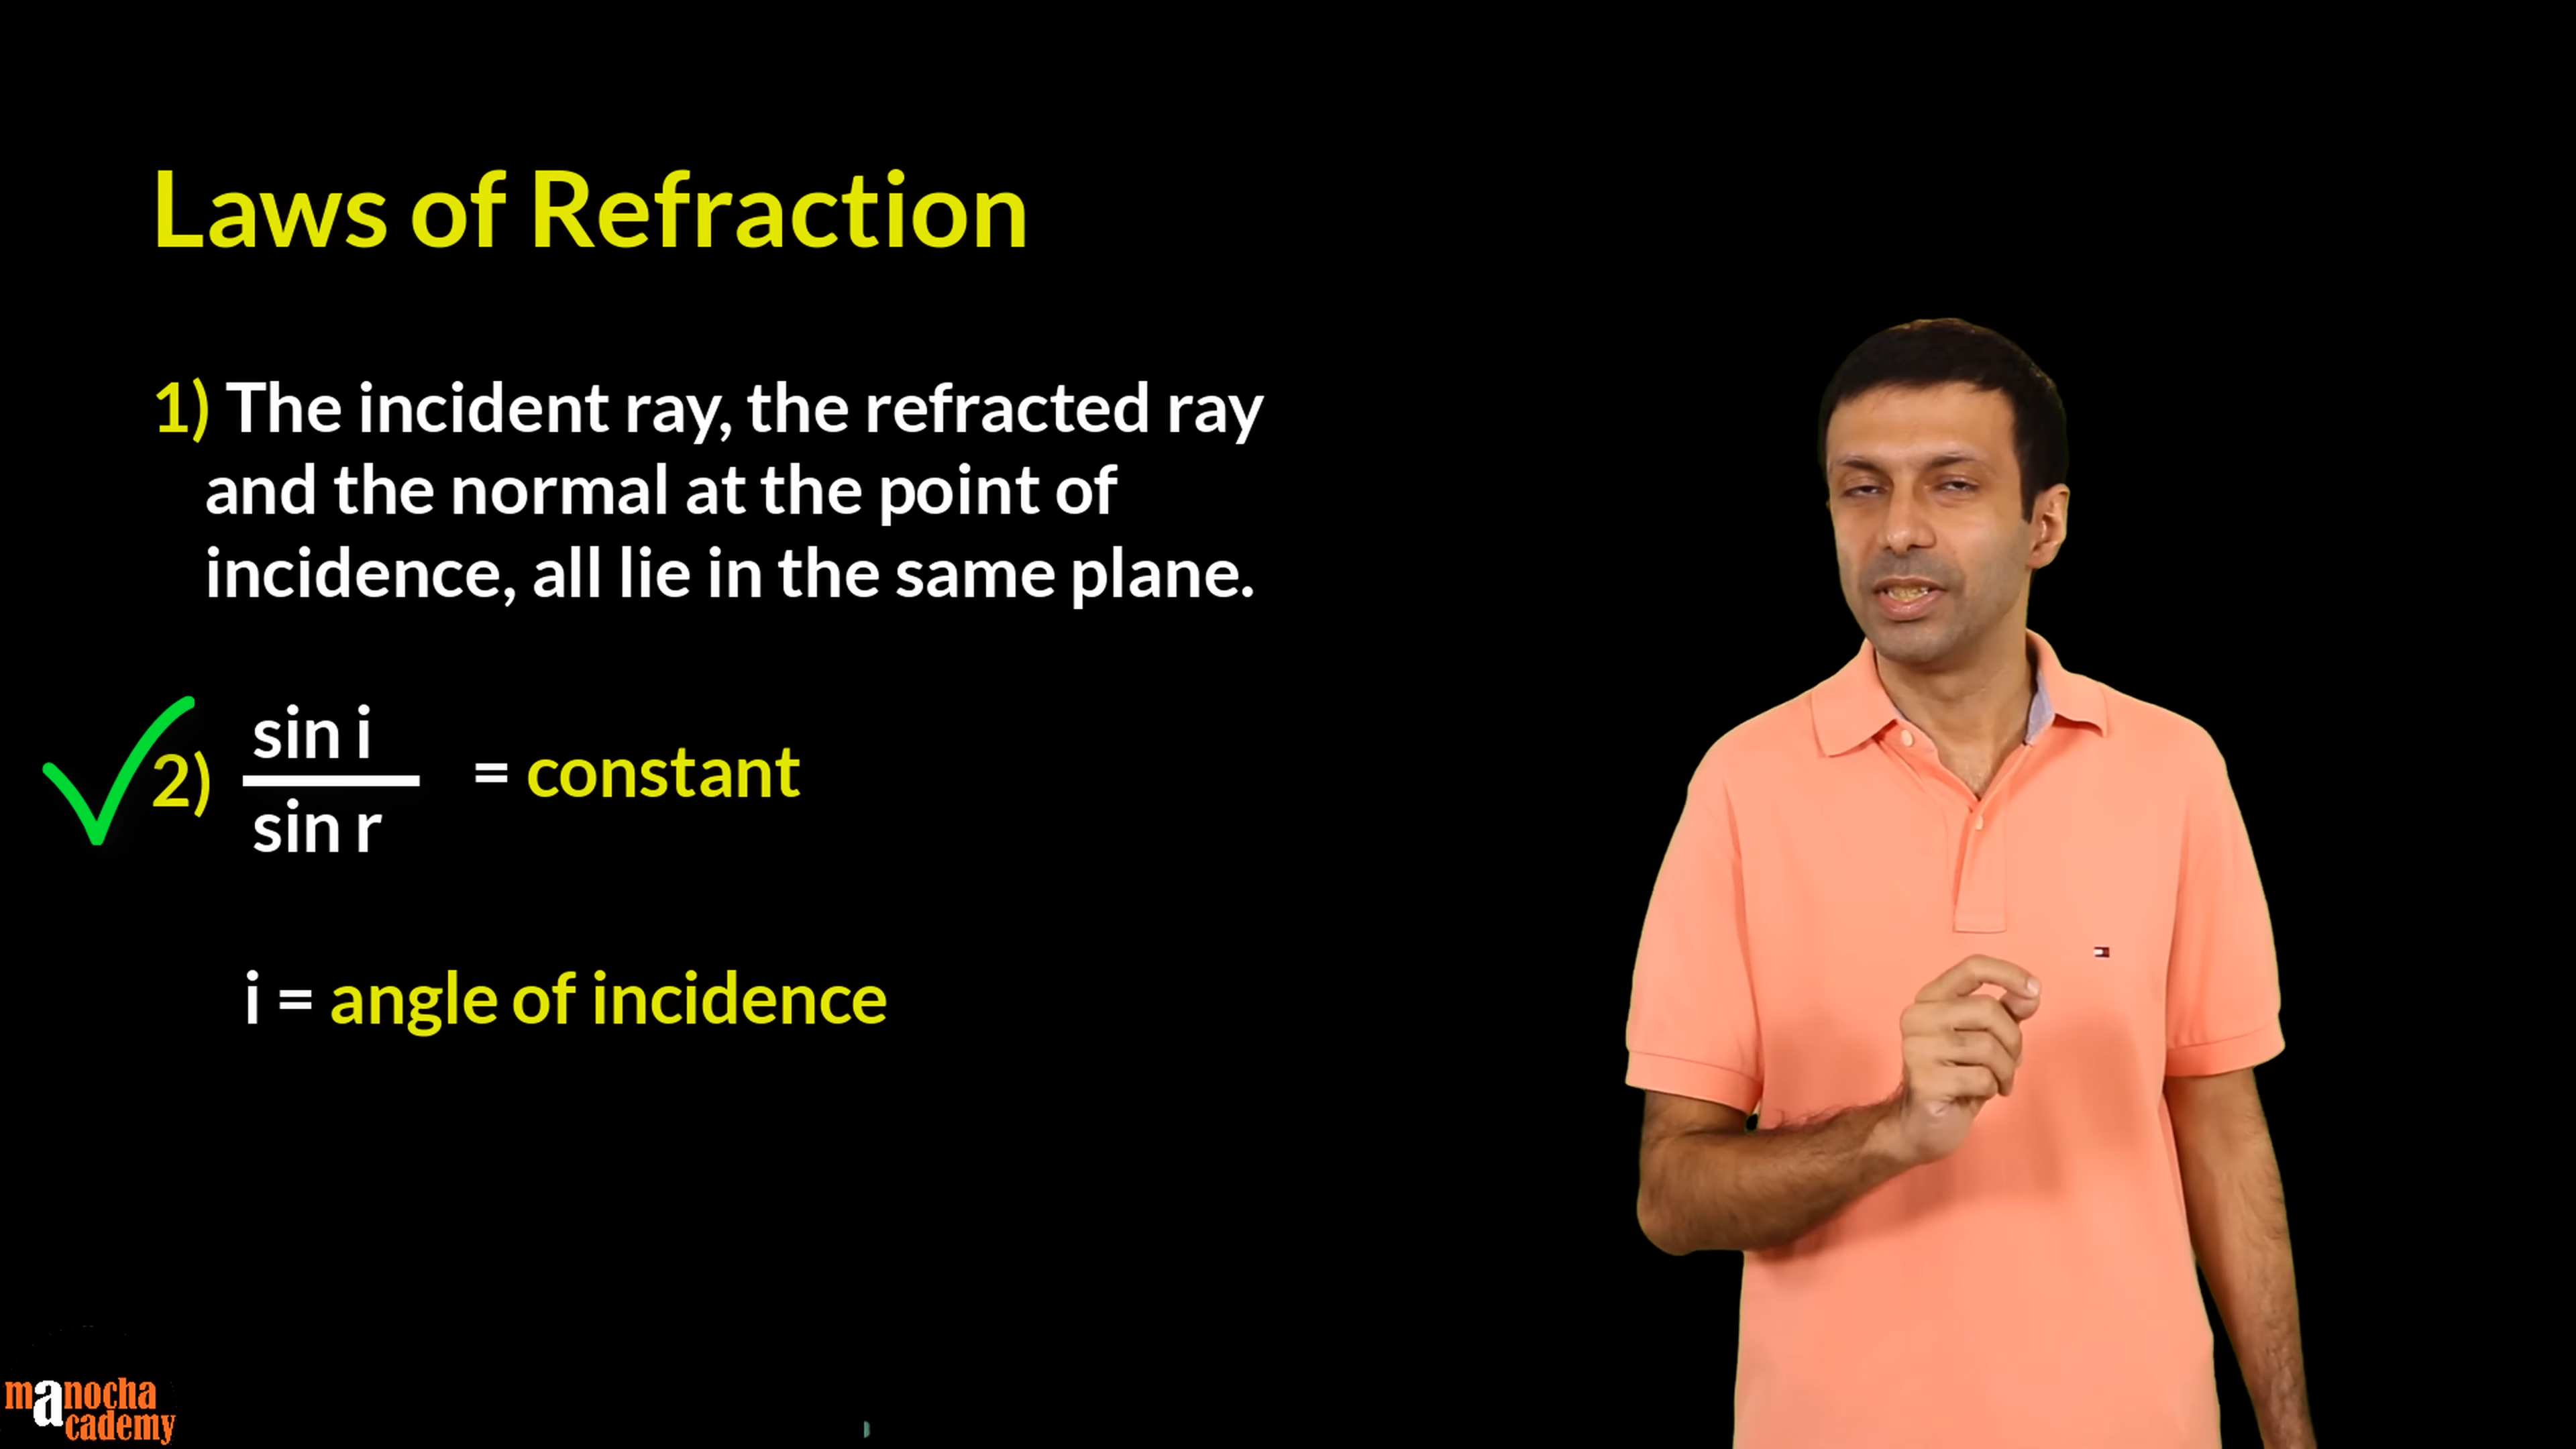 Laws of Refraction
1) The incident ray, the refracted ray
and the normal at the point of
incidence, all lie in the same plane.
2) sin i
= constant
sin r
i = angle of incidence
manocha
academy